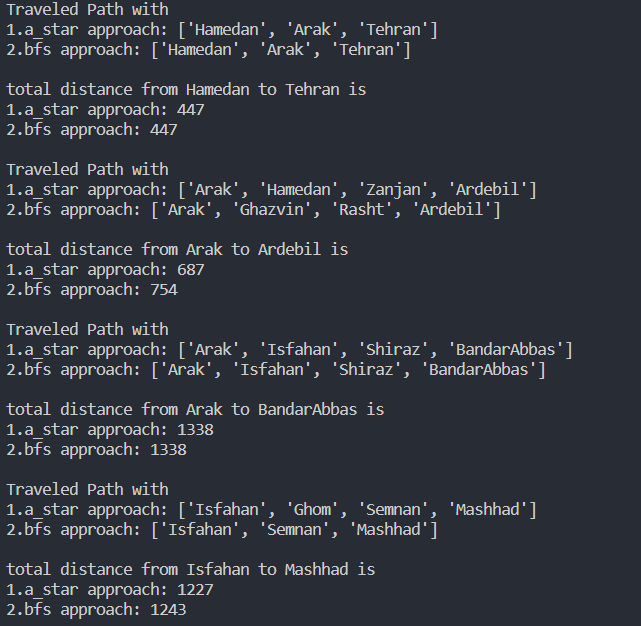 Traveled Path with
1.a_star approach: ['Hamedan', 'Arak', 'Tehran']
2.bfs approach: ['Hamedan', 'Arak', 'Tehran']
total distance from Hamedan to Tehran is
1.a_star approach: 447
2.bfs approach: 447
Traveled Path with
1.a_star approach: ['Arak', 'Hamedan', 'Zanjan', 'Ardebil']
2.bfs approach: ['Arak', 'Ghazvin', 'Rasht', 'Ardebil']
total distance from Arak to Ardebil is
1.a_star approach: 687
2.bfs approach: 754
Traveled Path with
1.a_star approach: ['Arak', 'Isfahan', 'Shiraz', 'BandarAbbas']
2.bfs approach: ['Arak', 'Isfahan', 'Shiraz', 'BandarAbbas']
total distance from Arak to BandarAbbas is
1.a_star approach: 1338
2.bfs approach: 1338
Traveled Path with
1.a_star approach: ['Isfahan', 'Ghom', 'Semnan', 'Mashhad']
2.bfs approach: ['Isfahan', 'Semnan', 'Mashhad']
total distance from Isfahan to Mashhad is
1.a_star approach: 1227
2.bfs approach: 1243